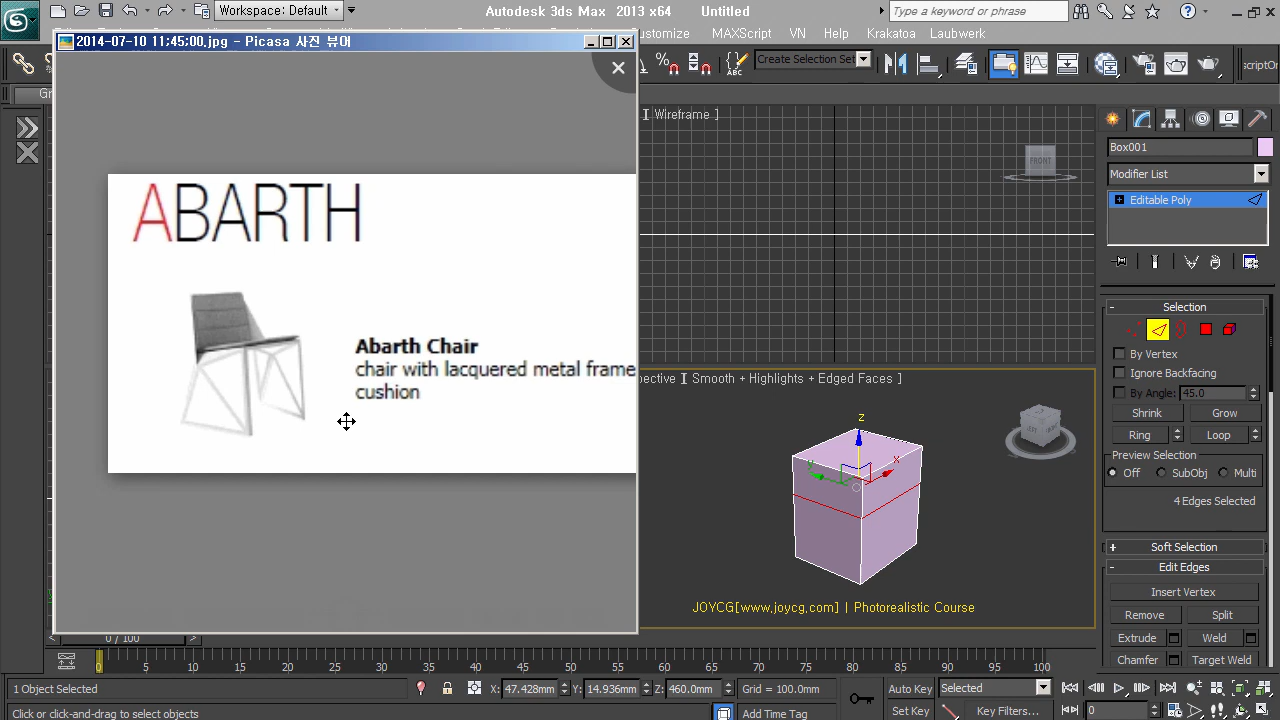 Workspace: Default
Autodesk 3ds Max 2013 x64 Untitled
Type a keyword or phrase
2014-07-10 11:45:00.jpg - Picasa 사진 뷰어
Customize MAXScript VN Help Krakatoa Laubwerk
Create Selection Set
Gr
Wireframe ]
FRONT
Box001
Modifier List
Editable Poly
ABARTH
Abarth Chair
chair with lacquered metal frame
cushion
Selection
By Vertex
Ignore Backfacing
By Angle: 45.0
Shrink Grow
Ring Loop
Preview Selection
Off SubObj Multi
4 Edges Selected
Soft Selection
Edit Edges
Insert Vertex
Remove Split
Extrude Weld
Chamfer Target Weld
pective [ Smooth + Highlights + Edged Faces ]
z
x
y
JOYCG[www.joycg.com] | Photorealistic Course
0 / 100
0 5 10 15 20 25 30 35 40 45 50 55 60 65 70 75 80 85 90 95 100
1 Object Selected
X: 47.428mm Y: 14.936mm Z: 460.0mm Grid = 100.0mm
Auto Key Selected
Click or click-and-drag to select objects
Add Time Tag
Set Key Key Filters... 0